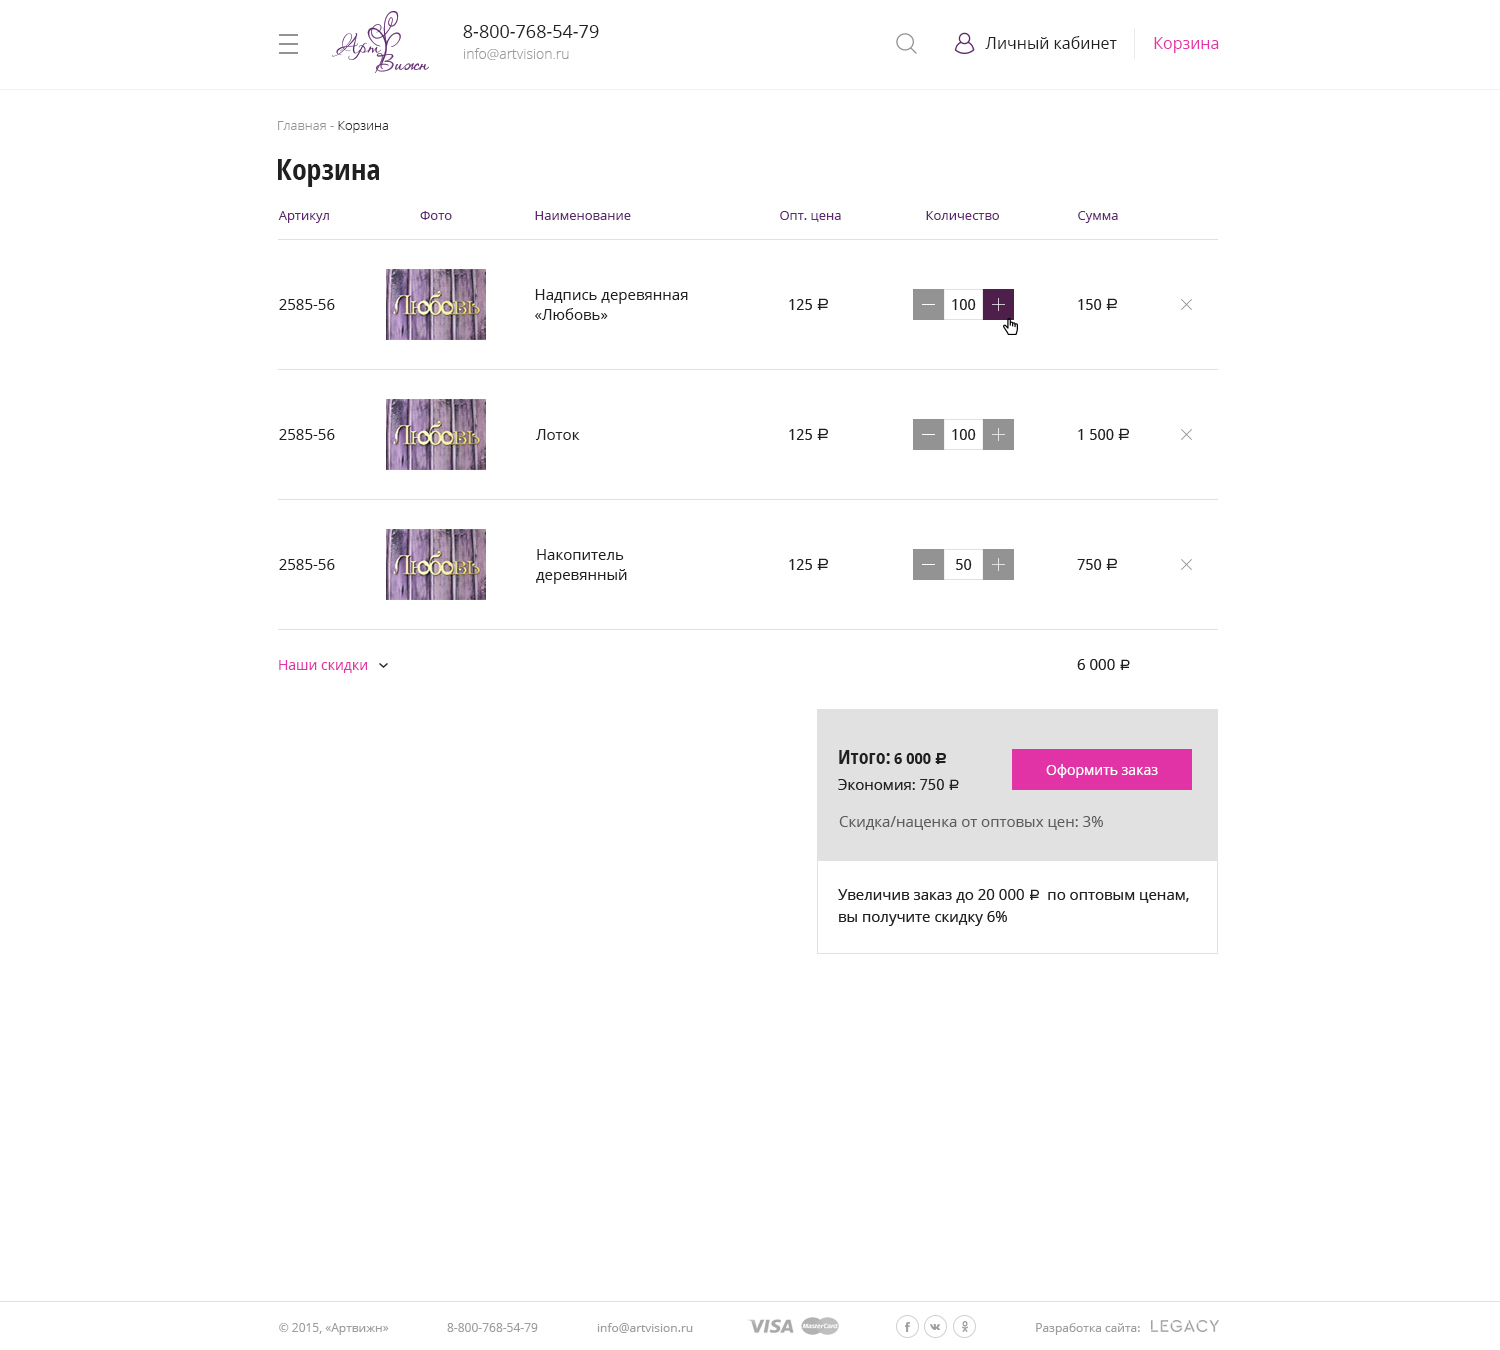 Арт
Вижн
8-800-768-54-79
info@artvision.ru
Личный кабинет
Корзина
Главная - Корзина
Корзина
Артикул Фото Наименование Опт. цена Количество Сумма
2585-56 Любовь Надпись деревянная
«Любовь» 125 ₽ 100 150 ₽
2585-56 Любовь Лоток 125 ₽ 100 1 500 ₽
2585-56 Любовь Накопитель
деревянный 125 ₽ 50 750 ₽
Наши скидки 6 000 ₽
Итого: 6 000 ₽
Оформить заказ
Экономия: 750 ₽
Скидка/наценка от оптовых цен: 3%
Увеличив заказ до 20 000 ₽ по оптовым ценам,
вы получите скидку 6%
© 2015, «Артвижн» 8-800-768-54-79 info@artvision.ru VISA MasterCard Разработка сайта: LEGACY